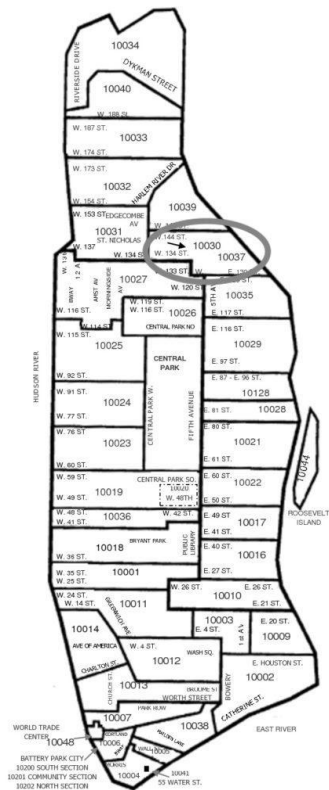 10034
RIVERSIDE DRIVE
DYKMAN STREET
10040
W. 188 ST.
W. 187 ST.
10033
W. 174 ST.
W. 173 ST.
10032
HARLEM RIVER DR
W. 154 ST.
W. 153 ST
EDGECOMBE AV
10039
10031
ST. NICHOLAS
W. 144 ST.
10030
W. 137
W. 134 ST
W. 134 ST.
10037
W. 131
12 A
133 ST.
10027
BWAY
AMST AV
MORNINGSIDE AV
W. 120 ST.
5TH AV
10035
W. 119 ST.
W. 116 ST.
W. 116 ST.
10026
E. 117 ST.
W. 114 ST.
CENTRAL PARK NO
E. 116 ST.
W. 115 ST.
10025
10029
CENTRAL PARK
E. 97 ST.
W. 92 ST.
E. 87 - E. 96 ST.
W. 91 ST.
10128
10024
CENTRAL PARK W.
FIFTH AVENUE
HUDSON RIVER
10028
E. 81 ST.
W. 77 ST.
E. 80 ST.
W. 76 ST.
10021
10023
10044
E. 61 ST.
W. 60 ST.
E. 60 ST.
W. 59 ST.
CENTRAL PARK SO.
10022
10019
10020
W. 48TH
W. 49 ST.
E. 50 ST.
ROOSEVELT ISLAND
W. 48 ST.
10036
W. 42 ST.
E. 49 ST.
W. 41 ST.
10017
BRYANT PARK
PUBLIC LIBRARY
E. 41 ST.
10018
E. 40 ST.
W. 36 ST.
10016
W. 35 ST.
10001
E. 27 ST.
W. 25 ST.
W. 26 ST.
E. 26 ST.
10010
W. 24 ST.
W. 14 ST.
10011
E. 21 ST.
GREENWICH AVE
10003
E. 20 ST.
10014
E. 4 ST.
1st A
10009
AVE OF AMERICA
W. 4 ST.
WASH SQ.
10012
E. HOUSTON ST.
CHARLTON ST.
10002
10013
CHURCH ST.
BROOME ST
BOWERY
WORTH STREET
PARK ROW
CATHERINE ST.
10007
10038
WORLD TRADE CENTER
10048
10006
WALL
10005
EAST RIVER
BATTERY PARK CITY
10200 SOUTH SECTION
10201 COMMUNITY SECTION
10202 NORTH SECTION
10004
10041
55 WATER ST.